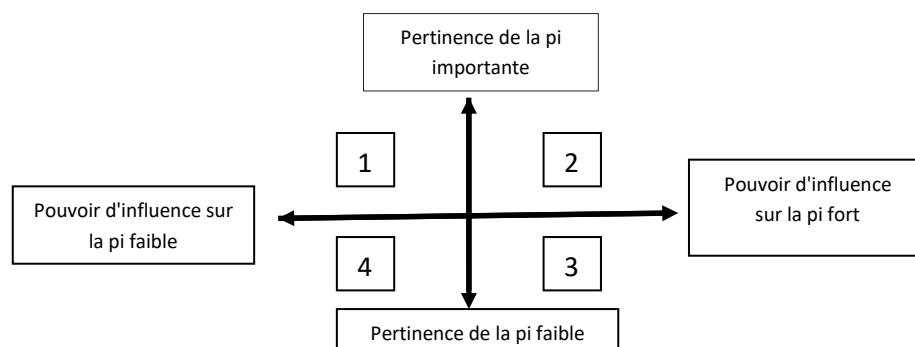 Pertinence de la pi
importante
1
2
Pouvoir d'influence sur
la pi faible
Pouvoir d'influence
sur la pi fort
4
3
Pertinence de la pi faible